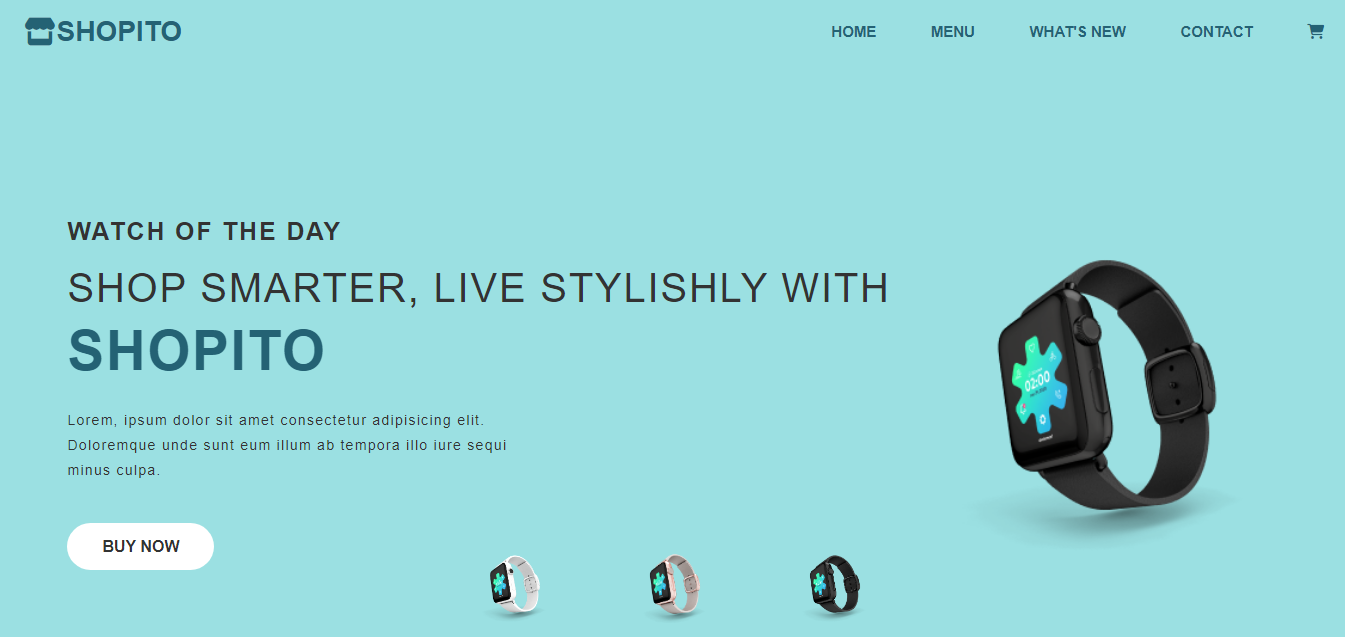 SHOPITO
HOME MENU WHAT'S NEW CONTACT
WATCH OF THE DAY
SHOP SMARTER, LIVE STYLISHLY WITH
SHOPITO
Lorem, ipsum dolor sit amet consectetur adipisicing elit.
Doloremque unde sunt eum illum ab tempora illo iure sequi
minus culpa.
02:00
BUY NOW